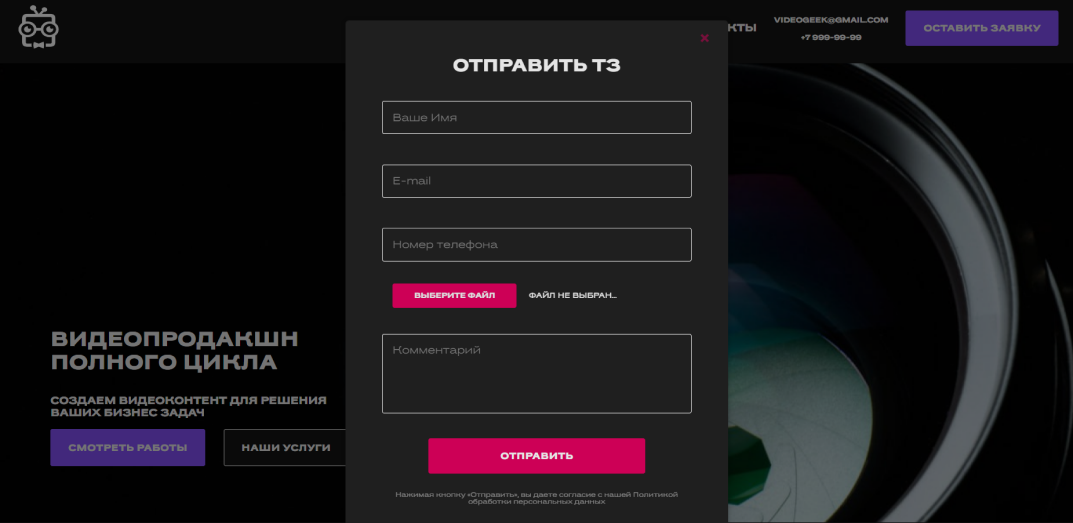 КТЫ
VIDEOGEEK@GMAIL.COM
+7 999-99-99
ОСТАВИТЬ ЗАЯВКУ
ОТПРАВИТЬ ТЗ
Ваше Имя
E-mail
Номер телефона
ВЫБЕРИТЕ ФАЙЛ
ФАЙЛ НЕ ВЫБРАН...
Комментарий
ОТПРАВИТЬ
Нажимая кнопку «Отправить», вы даете согласие с нашей Политикой
обработки персональных данных
ВИДЕОПРОДАКШН
ПОЛНОГО ЦИКЛА
СОЗДАЕМ ВИДЕОКОНТЕНТ ДЛЯ РЕШЕНИЯ
ВАШИХ БИЗНЕС ЗАДАЧ
СМОТРЕТЬ РАБОТЫ
НАШИ УСЛУГИ